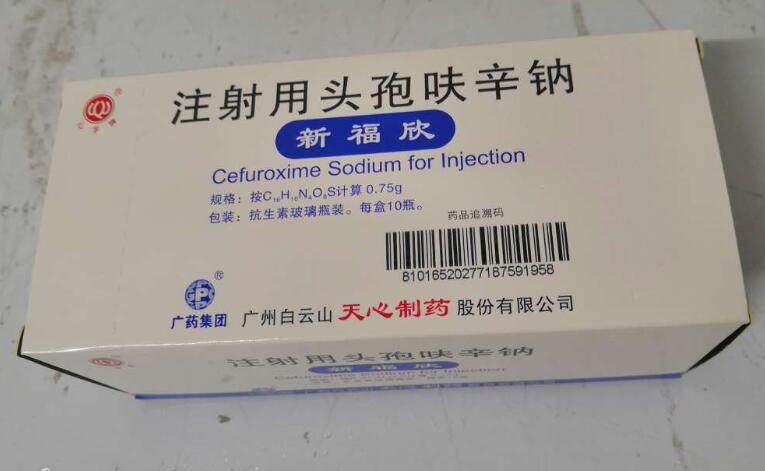 注射用头孢呋辛钠
新福欣
Cefuroxime Sodium for Injection
规格：按C₁₆H₁₆N₄O₈S计算 0.75g
包装：抗生素玻璃瓶装。每盒10瓶。
药品追溯码
81016520277187591958
®
广药集团
广州白云山 天心制药 股份有限公司
注射用头孢呋辛钠
新福欣
Cefuroxime Sodium for Injection